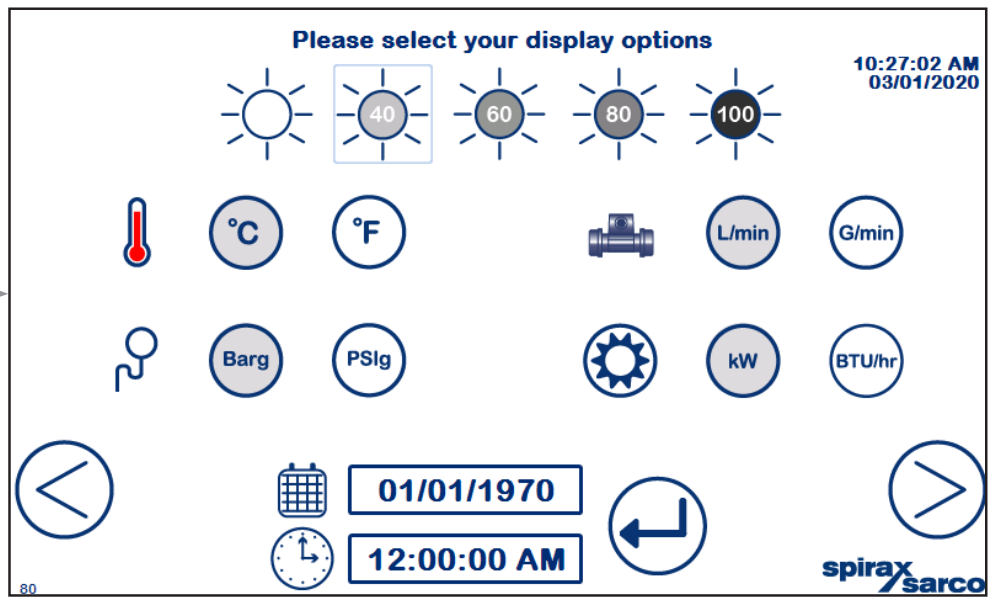 Please select your display options
10:27:02 AM
03/01/2020
40 60 80 100
°C °F L/min G/min
Barg PSIg kW BTU/hr
< >
01/01/1970
12:00:00 AM
80
spirax
sarco